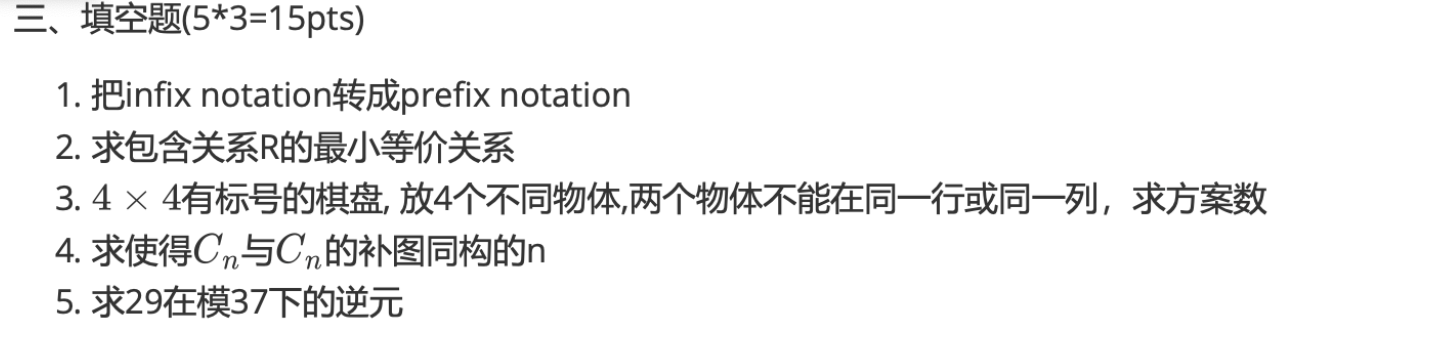 三、填空题(5*3=15pts)
1. 把infix notation转成prefix notation
2. 求包含关系R的最小等价关系
3. 4 × 4有标号的棋盘, 放4个不同物体,两个物体不能在同一行或同一列，求方案数
4. 求使得Cn与Cn的补图同构的n
5. 求29在模37下的逆元